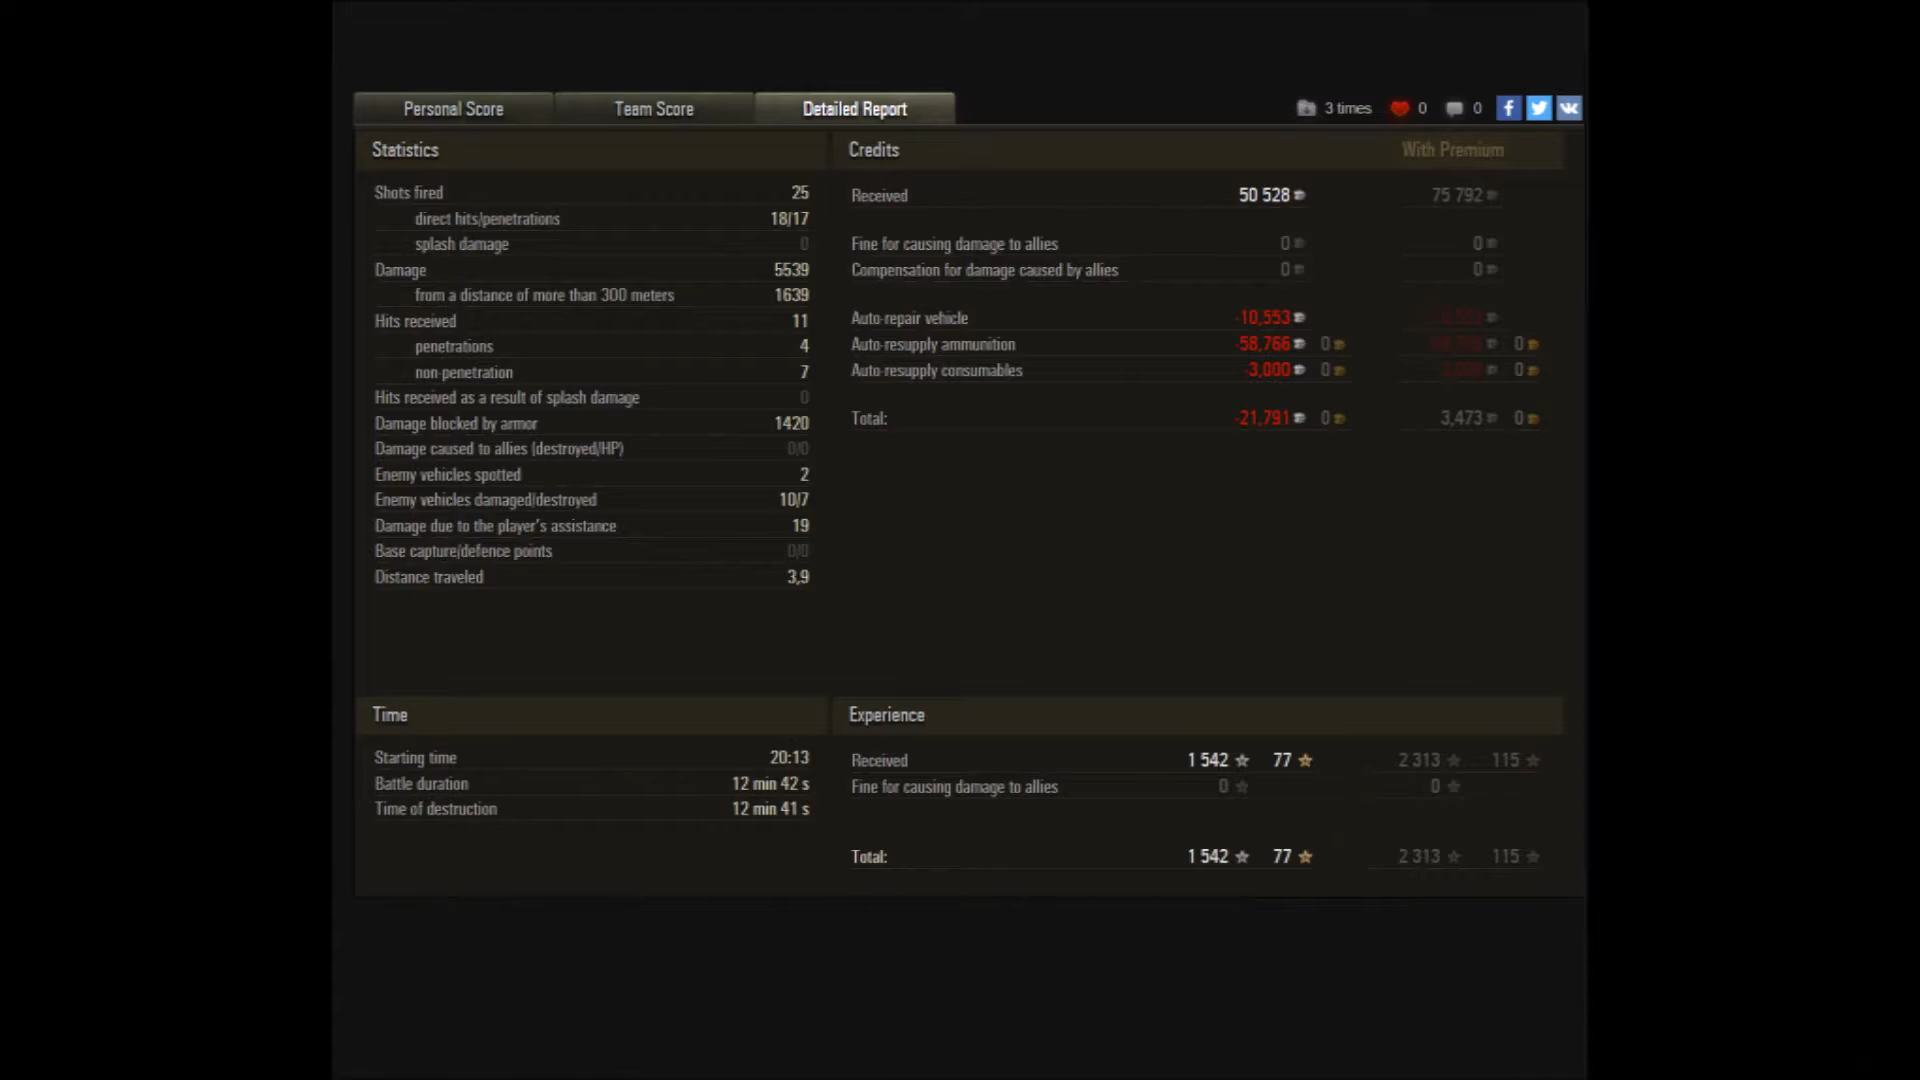 Personal Score Team Score Detailed Report 3 times 0 0
Statistics
Shots fired 25
direct hits/penetrations 18/17
splash damage 0
Damage 5539
from a distance of more than 300 meters 1639
Hits received 11
penetrations 4
non-penetration 7
Hits received as a result of splash damage 0
Damage blocked by armor 1420
Damage caused to allies (destroyed/HP) 0/0
Enemy vehicles spotted 2
Enemy vehicles damaged/destroyed 10/7
Damage due to the player's assistance 19
Base capture/defence points 0/0
Distance traveled 3,9
Credits With Premium
Received 50 528 75 792
Fine for causing damage to allies 0 0
Compensation for damage caused by allies 0 0
Auto-repair vehicle -10,553
Auto-resupply ammunition -58,766 0 0
Auto-resupply consumables -3,000 0 0
Total: -21,791 0 3,473 0
Time
Starting time 20:13
Battle duration 12 min 42 s
Time of destruction 12 min 41 s
Experience
Received 1 542 77 2 313 115
Fine for causing damage to allies 0 0
Total: 1 542 77 2 313 115